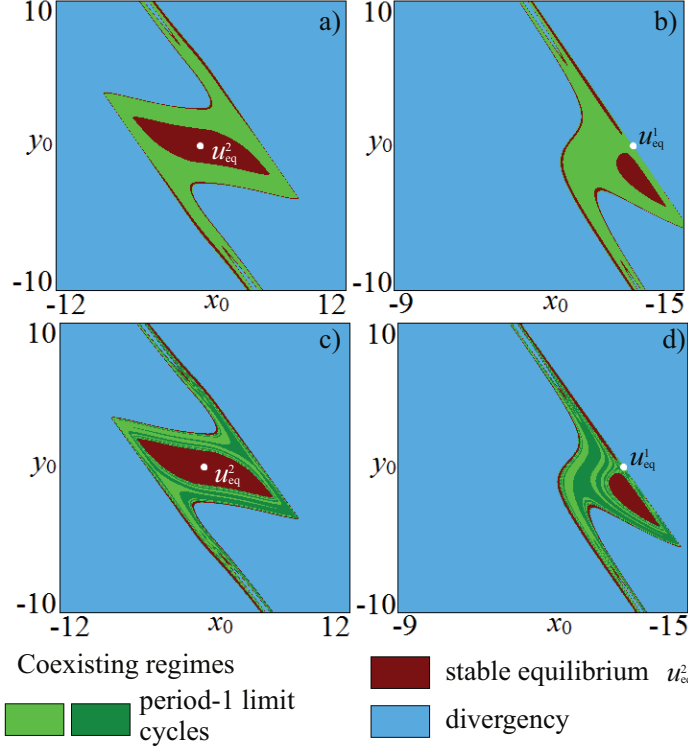 10
a)
y0
u2eq
-10
-12
x0
12
10
b)
y0
u1eq
-10
-9
x0
-15
10
c)
y0
u2eq
-10
-12
x0
12
10
d)
y0
u1eq
-10
-9
x0
-15
Coexisting regimes
period-1 limit
cycles
stable equilibrium u2e
divergency